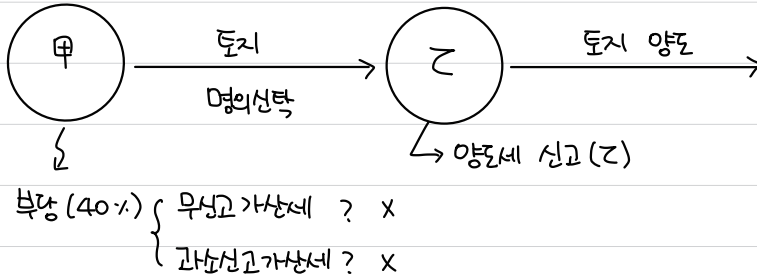 甲
토지
명의신탁
乙
토지 양도
양도세 신고(乙)
부당(40%) { 무신고가산세 ? X
과소신고가산세 ? X